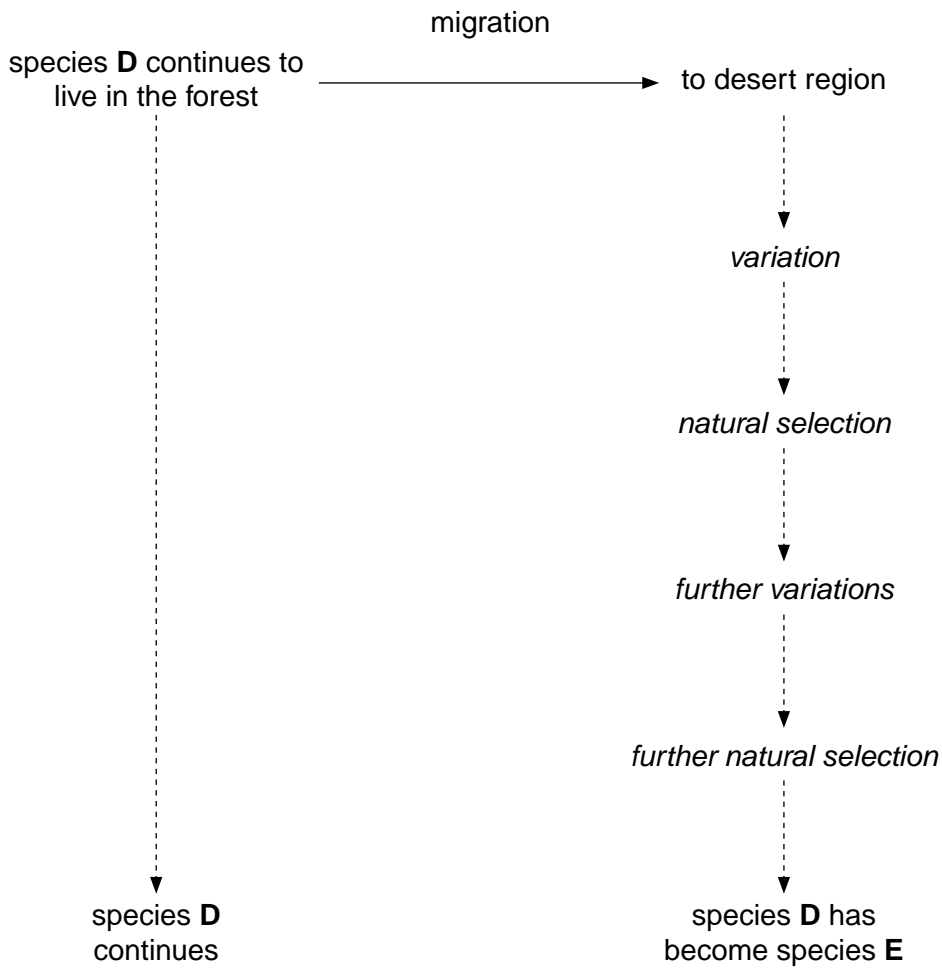 migration
species D continues to
live in the forest
to desert region
variation
natural selection
further variations
further natural selection
species D
continues
species D has
become species E